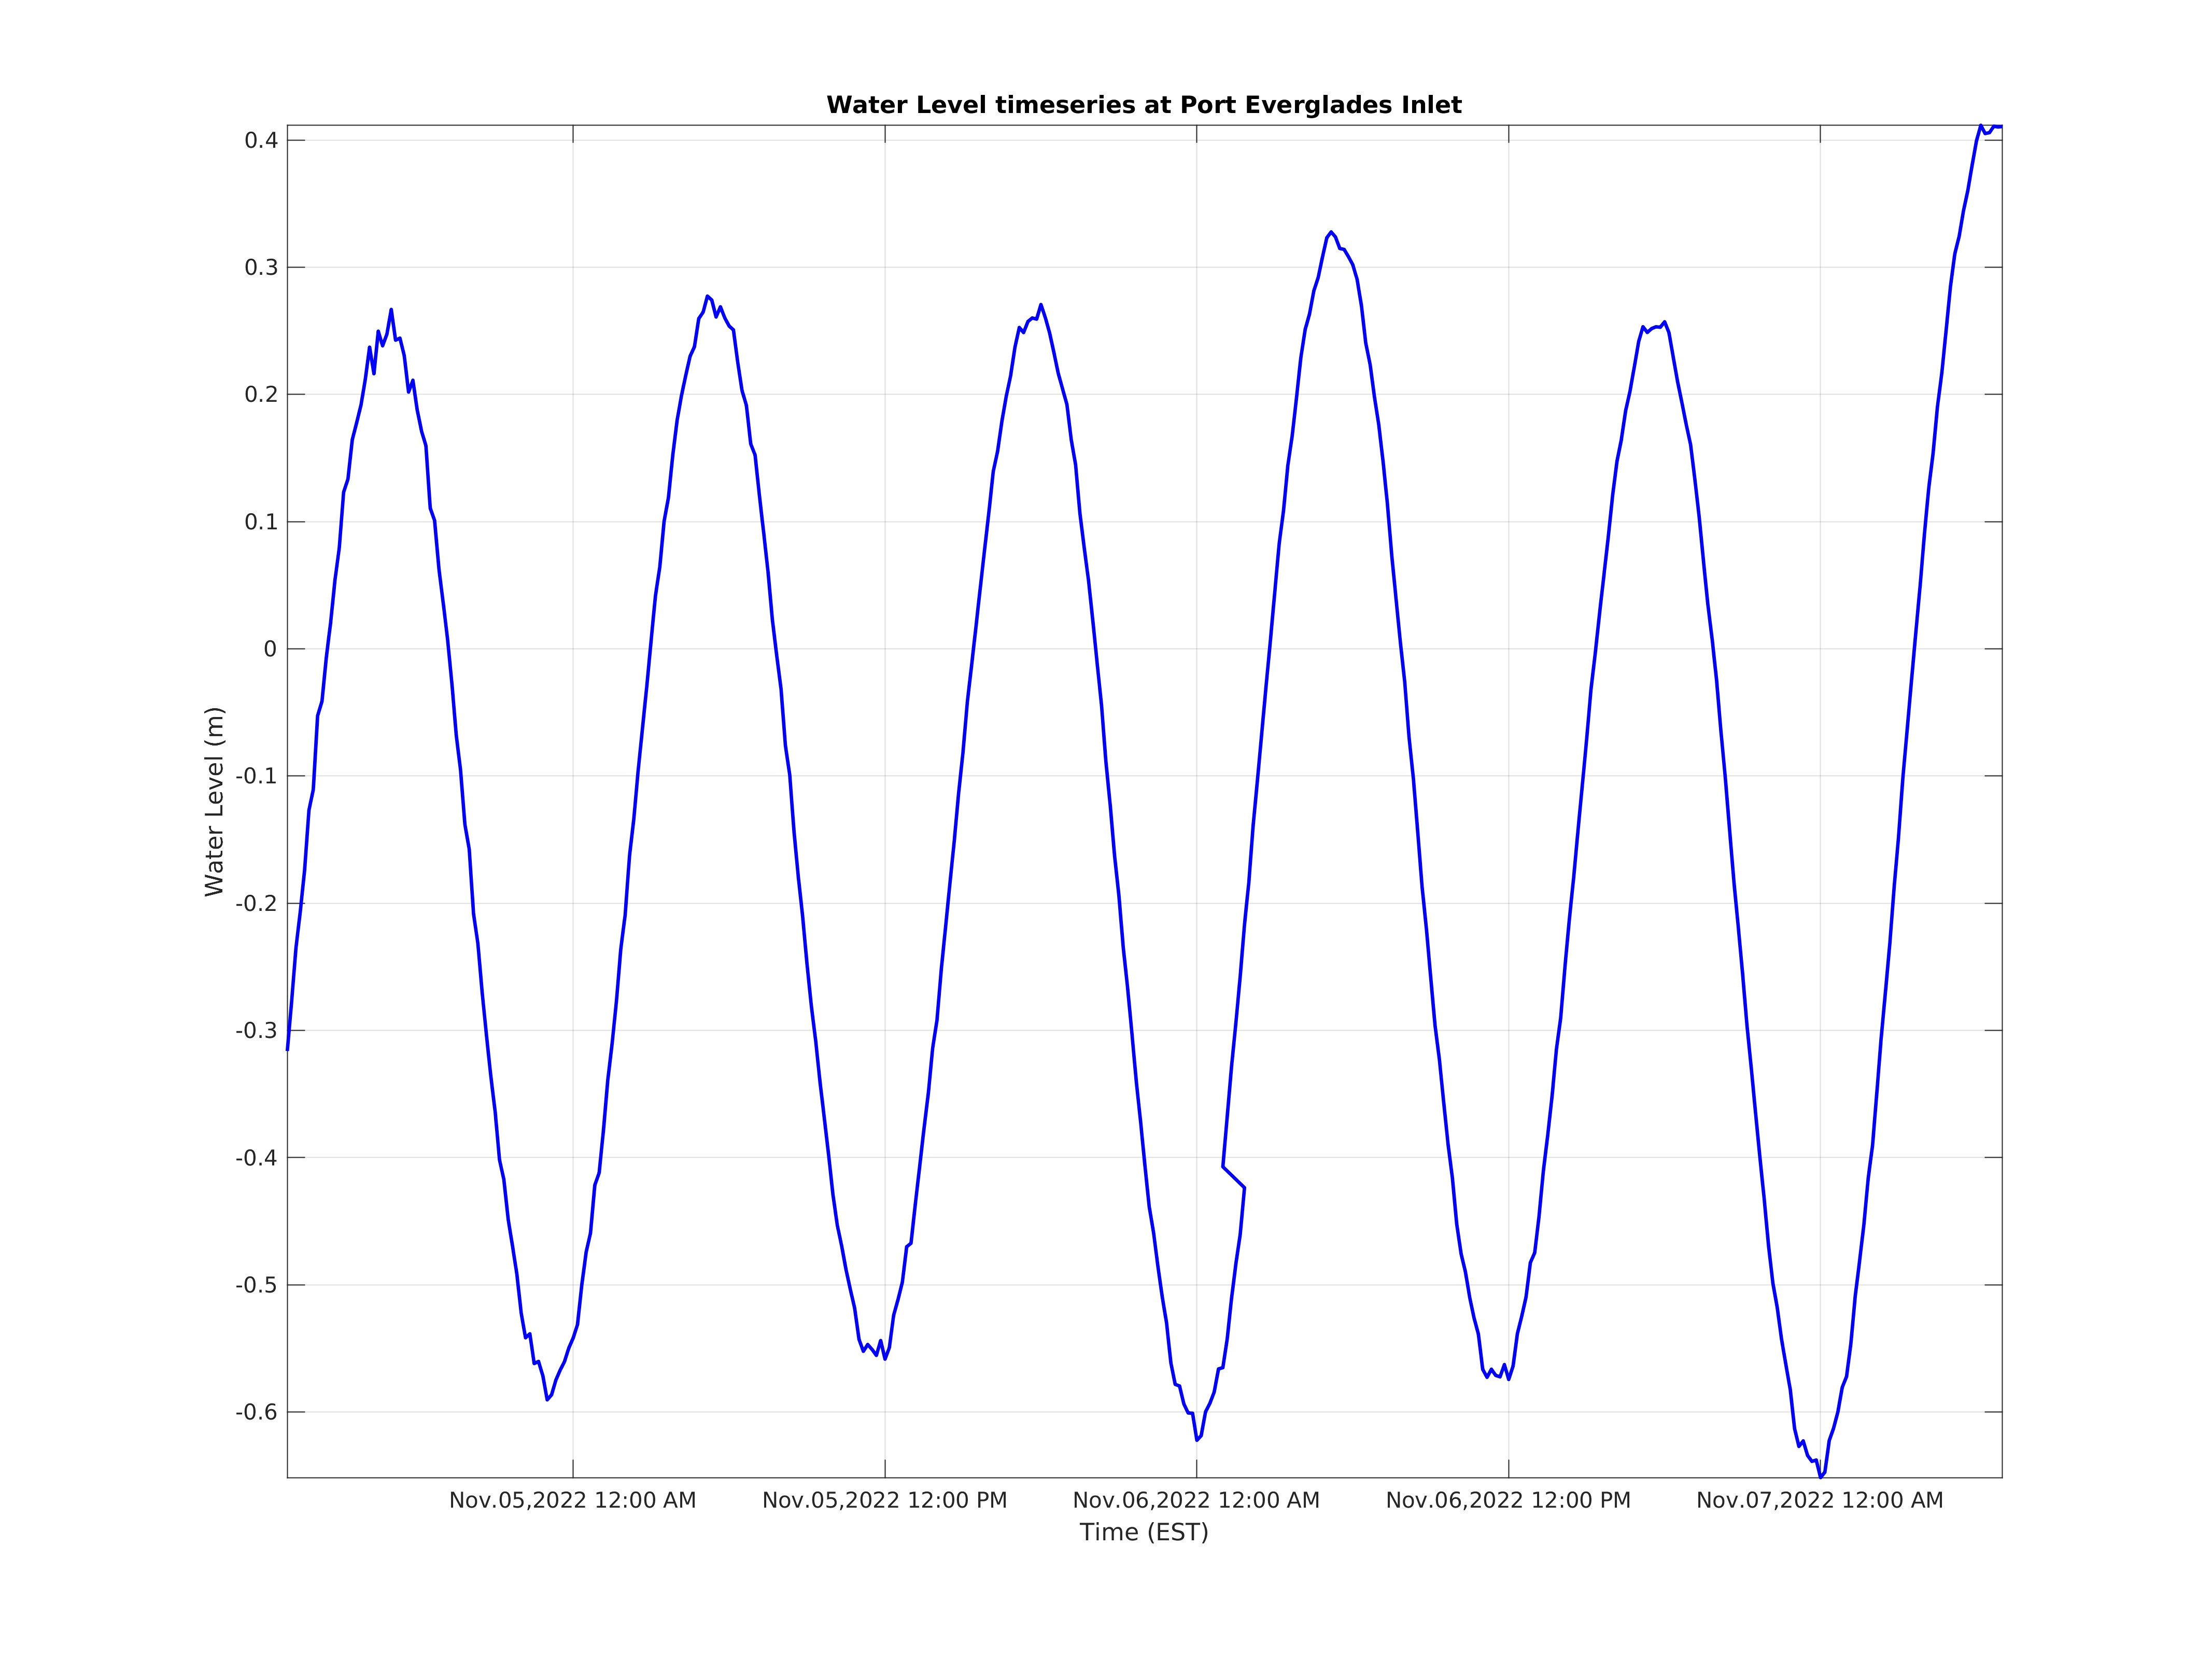 Water Level timeseries at Port Everglades Inlet
0.4
0.3
0.2
0.1
0
-0.1
-0.2
-0.3
-0.4
-0.5
-0.6
Water Level (m)
Nov.05,2022 12:00 AM
Nov.05,2022 12:00 PM
Nov.06,2022 12:00 AM
Nov.06,2022 12:00 PM
Nov.07,2022 12:00 AM
Time (EST)